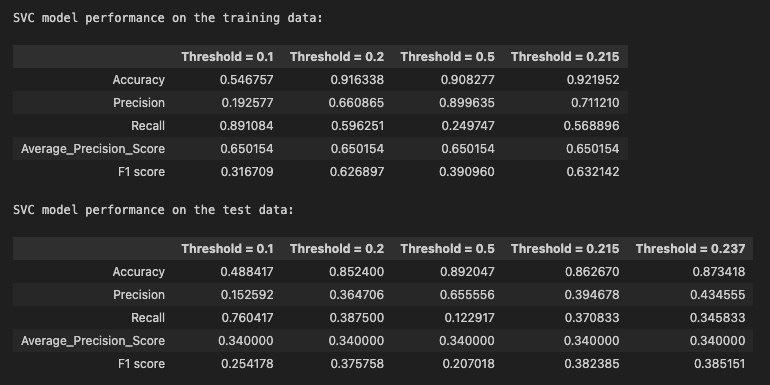 SVC model performance on the training data:
Threshold = 0.1 Threshold = 0.2 Threshold = 0.5 Threshold = 0.215
Accuracy 0.546757 0.916338 0.908277 0.921952
Precision 0.192577 0.660865 0.899635 0.711210
Recall 0.891084 0.596251 0.249747 0.568896
Average_Precision_Score 0.650154 0.650154 0.650154 0.650154
F1 score 0.316709 0.626897 0.390960 0.632142
SVC model performance on the test data:
Threshold = 0.1 Threshold = 0.2 Threshold = 0.5 Threshold = 0.215 Threshold = 0.237
Accuracy 0.488417 0.852400 0.892047 0.862670 0.873418
Precision 0.152592 0.364706 0.655556 0.394678 0.434555
Recall 0.760417 0.387500 0.122917 0.370833 0.345833
Average_Precision_Score 0.340000 0.340000 0.340000 0.340000 0.340000
F1 score 0.254178 0.375758 0.207018 0.382385 0.385151